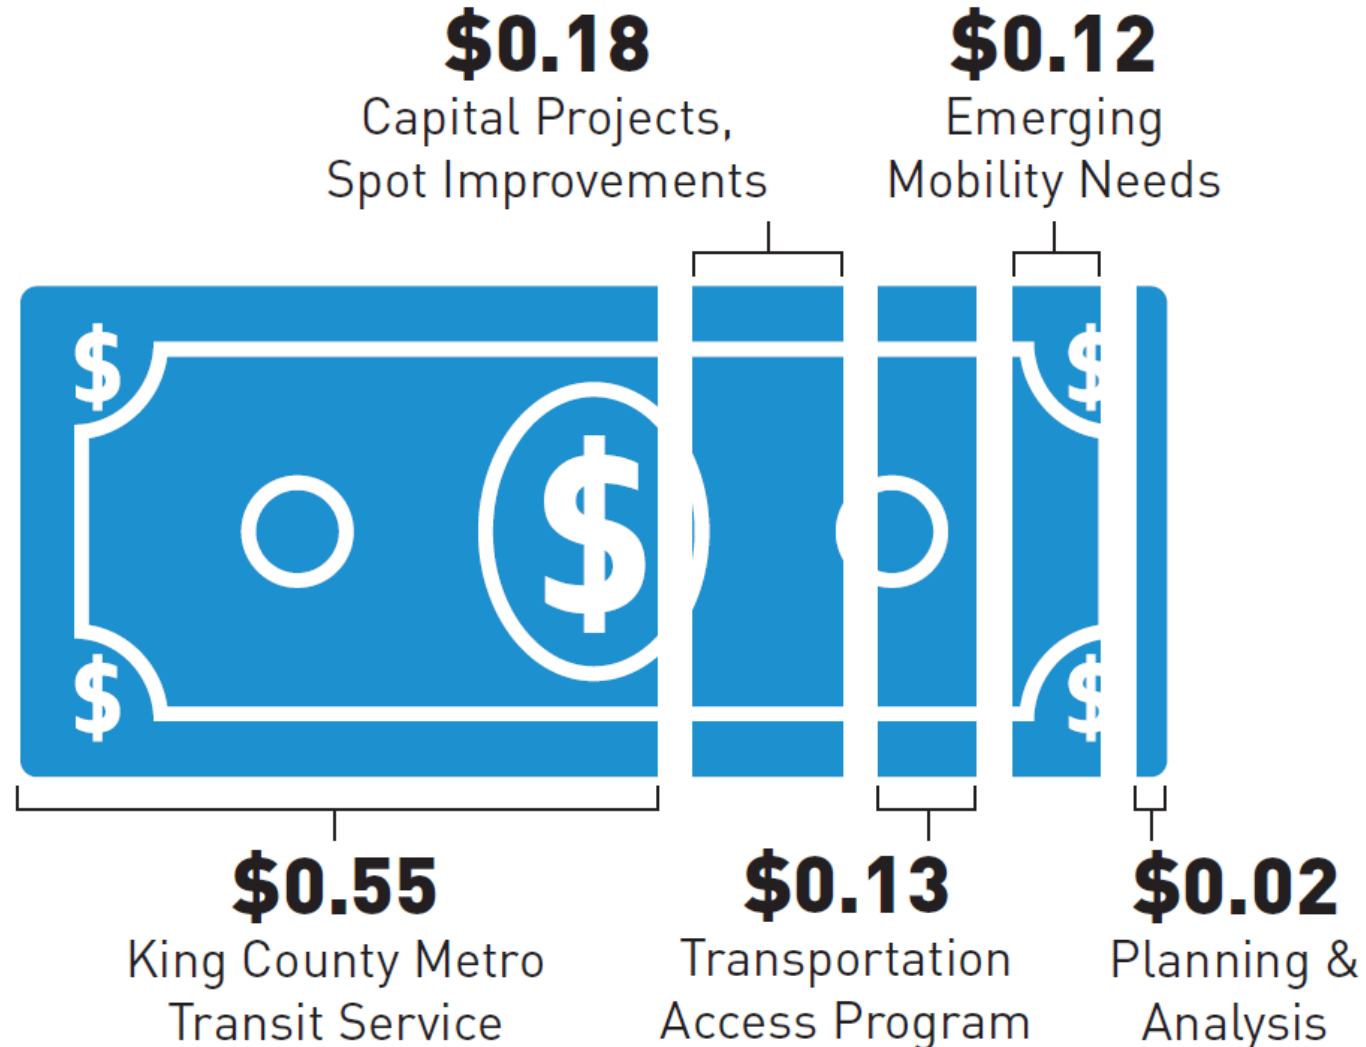 $0.18
Capital Projects,
Spot Improvements
$0.12
Emerging
Mobility Needs
$
$
$
$
$
$0.55
King County Metro
Transit Service
$0.13
Transportation
Access Program
$0.02
Planning &
Analysis